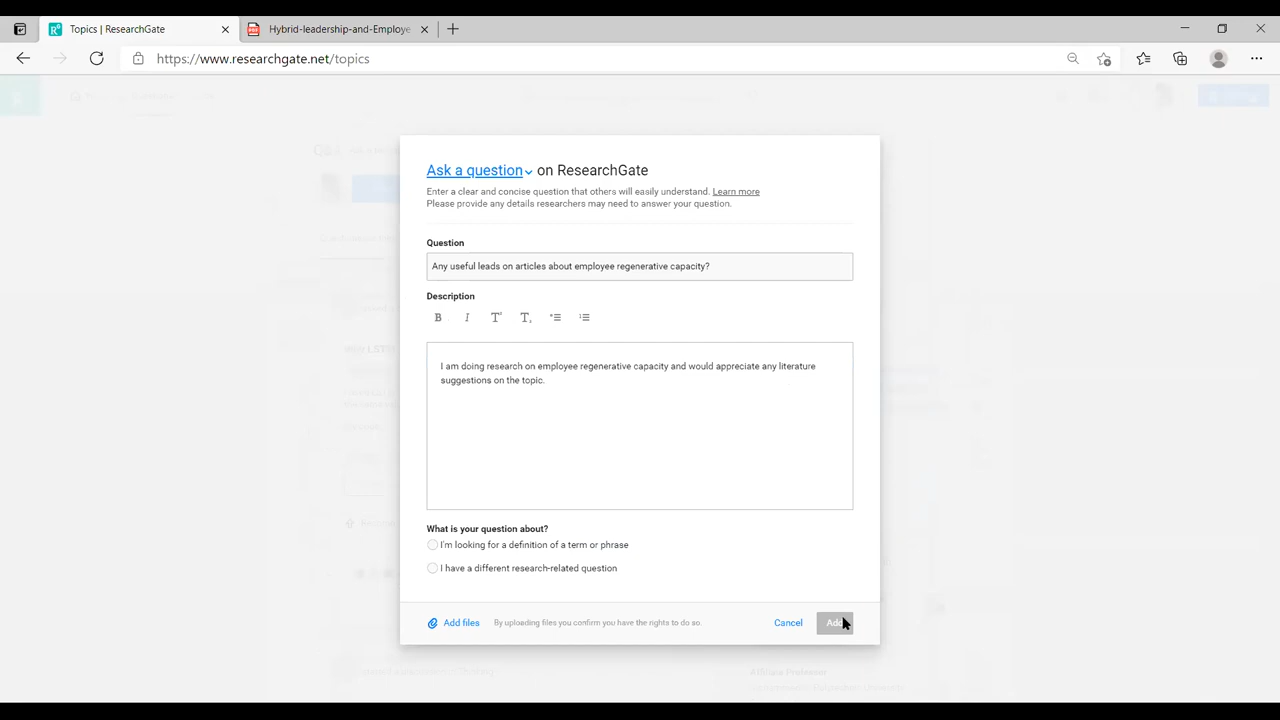 Topics | ResearchGate
Hybrid-leadership-and-Employe
https://www.researchgate.net/topics
Ask a question on ResearchGate
Enter a clear and concise question that others will easily understand. Learn more
Please provide any details researchers may need to answer your question.
Question
Any useful leads on articles about employee regenerative capacity?
Description
B I T T
I am doing research on employee regenerative capacity and would appreciate any literature
suggestions on the topic.
What is your question about?
I'm looking for a definition of a term or phrase
I have a different research-related question
Add files By uploading files you confirm you have the rights to do so. Cancel Add